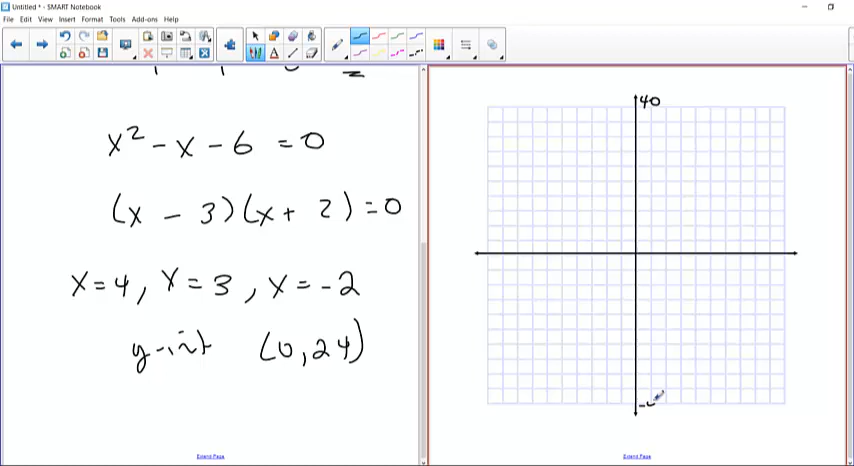 Untitled * - SMART Notebook
File Edit View Insert Format Tools Add-ons Help
x² - x - 6 = 0
(x - 3)(x + 2) = 0
x = 4, x = 3, x = -2
y-int (0, 24)
Extend Page
40
Extend Page